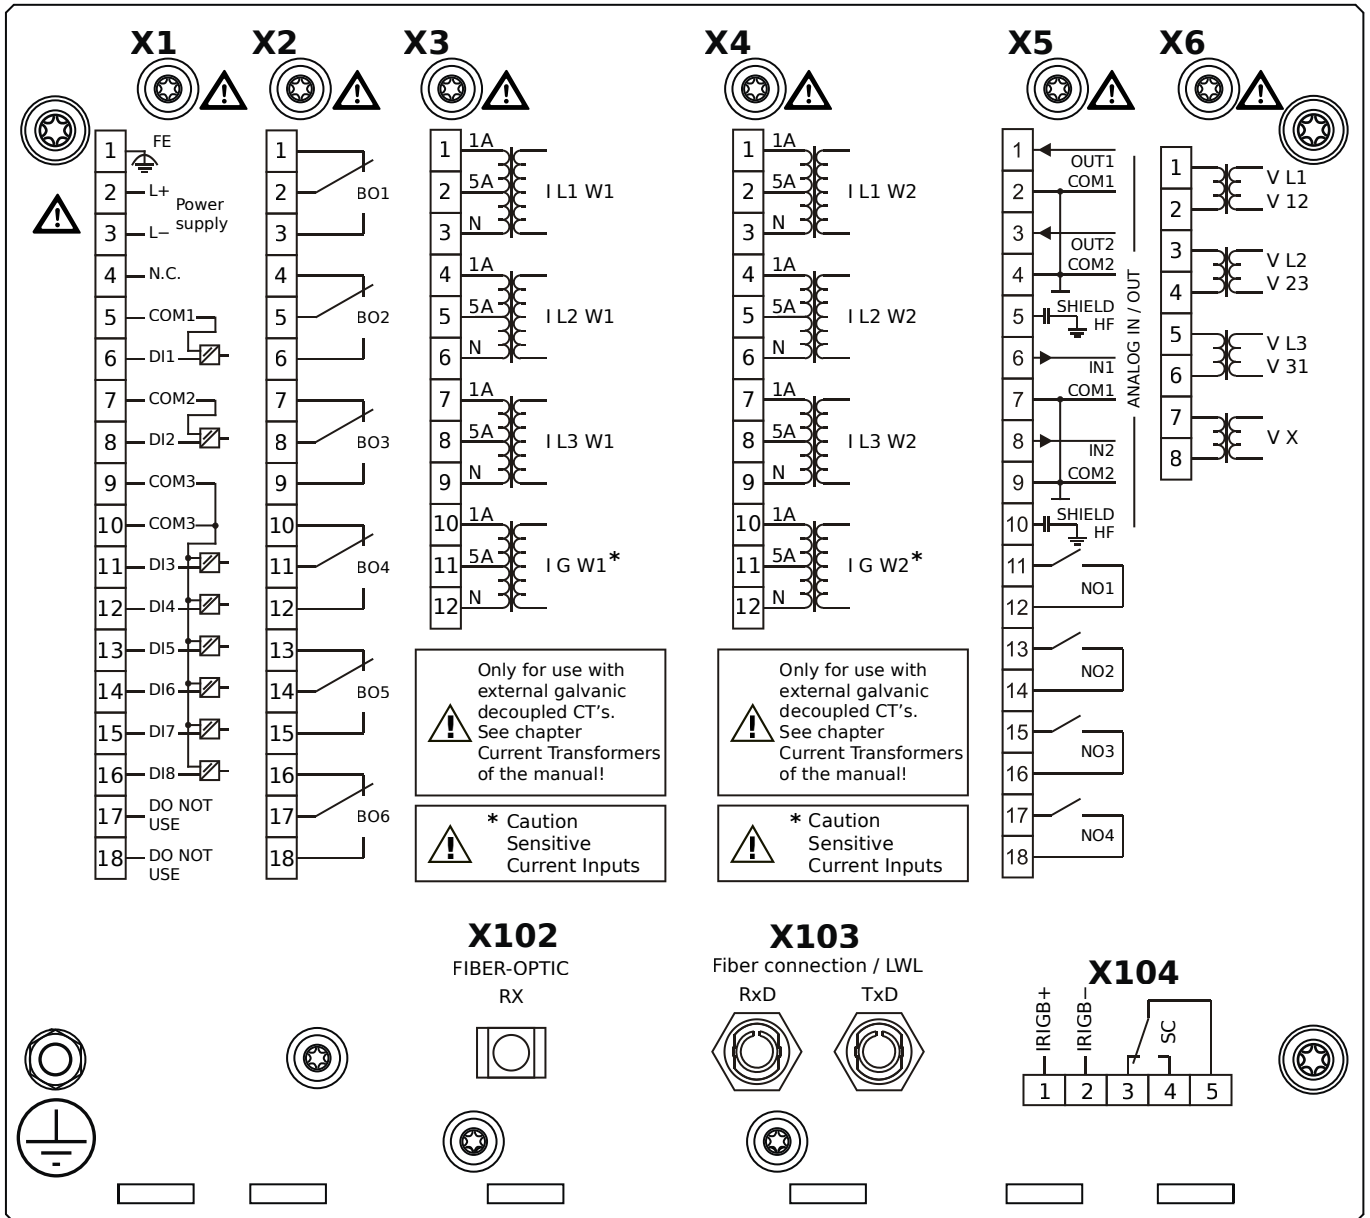 X1
X2
X3
X4
X5
X6
1 FE
2 L+
Power
supply
3 L−
4 N.C.
5 COM1
6 DI1
7 COM2
8 DI2
9 COM3
10 COM3
11 DI3
12 DI4
13 DI5
14 DI6
15 DI7
16 DI8
17 DO NOT
USE
18 DO NOT
USE
1
2 BO1
3
4
5 BO2
6
7
8 BO3
9
10
11 BO4
12
13
14 BO5
15
16
17 BO6
18
1 1A
2 5A I L1 W1
3 N
4 1A
5 5A I L2 W1
6 N
7 1A
8 5A I L3 W1
9 N
10 1A
11 5A I G W1*
12 N
Only for use with
external galvanic
decoupled CT’s.
See chapter
Current Transformers
of the manual!
* Caution
Sensitive
Current Inputs
1 1A
2 5A I L1 W2
3 N
4 1A
5 5A I L2 W2
6 N
7 1A
8 5A I L3 W2
9 N
10 1A
11 5A I G W2*
12 N
Only for use with
external galvanic
decoupled CT’s.
See chapter
Current Transformers
of the manual!
* Caution
Sensitive
Current Inputs
1 OUT1
2 COM1
3 OUT2
4 COM2
5 SHIELD
HF
6 IN1
7 COM1
8 IN2
9 COM2
10 SHIELD
HF
ANALOG IN / OUT
11
NO1
12
13
NO2
14
15
NO3
16
17
NO4
18
1 V L1
2 V 12
3 V L2
4 V 23
5 V L3
6 V 31
7 V X
8
X102
FIBER-OPTIC
RX
X103
Fiber connection / LWL
RxD TxD
X104
IRIGB+
IRIGB−
SC
1 2 3 4 5